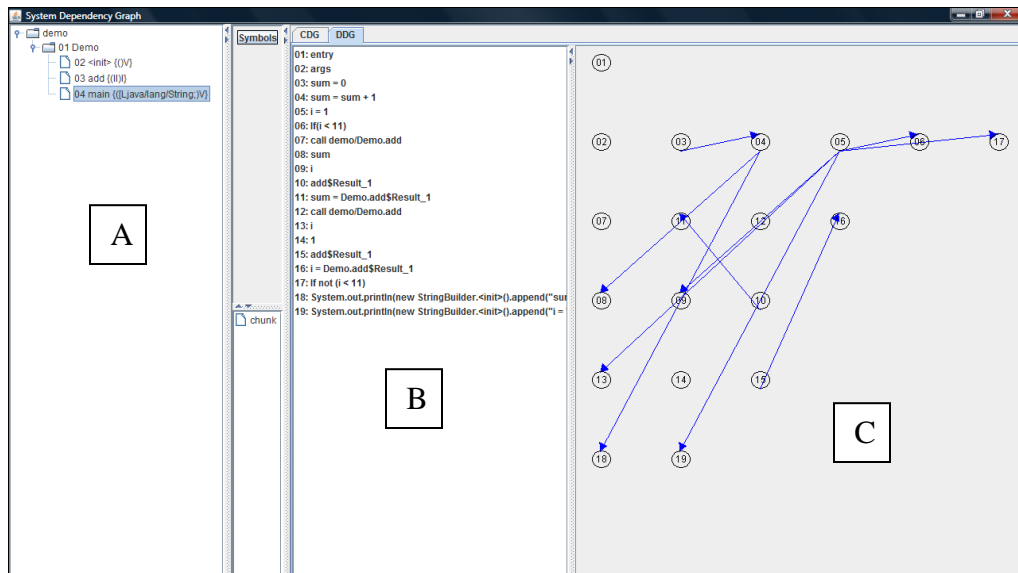 System Dependency Graph
demo
01 Demo
02 <init> {()V}
03 add {(II)I}
04 main {([Ljava/lang/String;)V}
A
Symbols
chunk
CDG DDG
01: entry
02: args
03: sum = 0
04: sum = sum + 1
05: i = 1
06: If(i < 11)
07: call demo/Demo.add
08: sum
09: i
10: add$Result_1
11: sum = Demo.add$Result_1
12: call demo/Demo.add
13: i
14: 1
15: add$Result_1
16: i = Demo.add$Result_1
17: If not (i < 11)
18: System.out.println(new StringBuilder.<init>().append("sur
19: System.out.println(new StringBuilder.<init>().append("i =
B
01
02 03 04 05 06 17
07 11 12 16
08 09 10
13 14 15
18 19
C